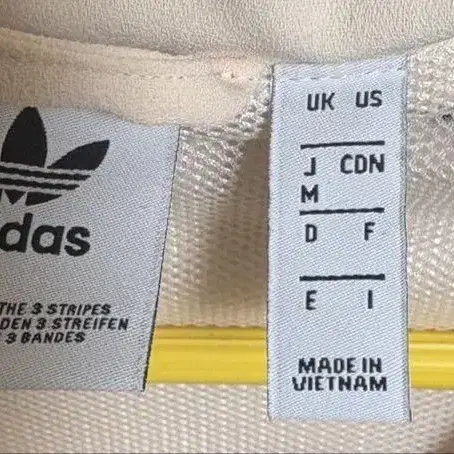 das
THE 3 STRIPES
DEN 3 STREIFEN
3 BANDES
UK US
J CDN
M
D F
E I
MADE IN
VIETNAM